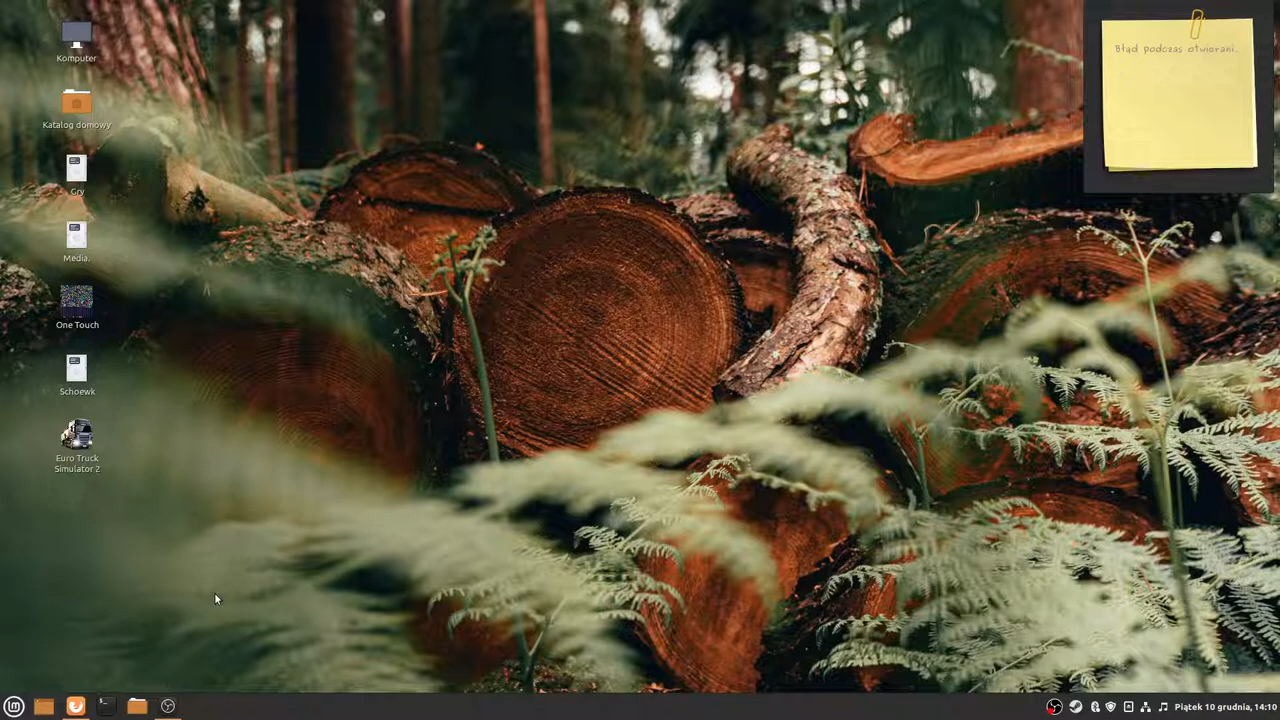 Komputer
Katalog domowy
Gry
Media
One Touch
Schoewk
Euro Truck
Simulator 2
Błąd podczas otwierani..
Piątek 10 grudnia, 14:10